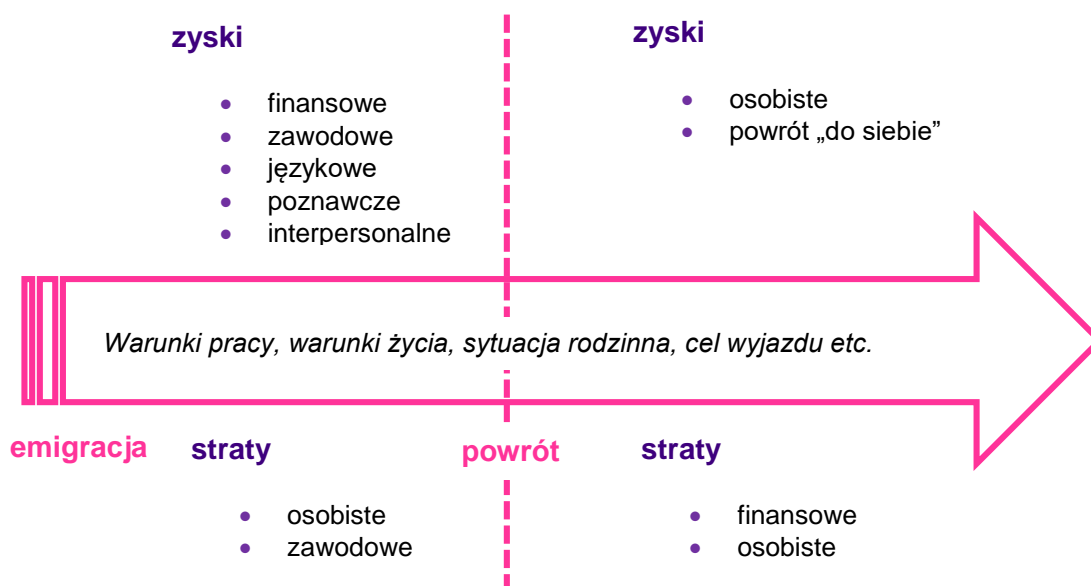 zyski
• finansowe
• zawodowe
• językowe
• poznawcze
• interpersonalne
zyski
• osobiste
• powrót „do siebie”
Warunki pracy, warunki życia, sytuacja rodzinna, cel wyjazdu etc.
emigracja
straty
• osobiste
• zawodowe
powrót
straty
• finansowe
• osobiste